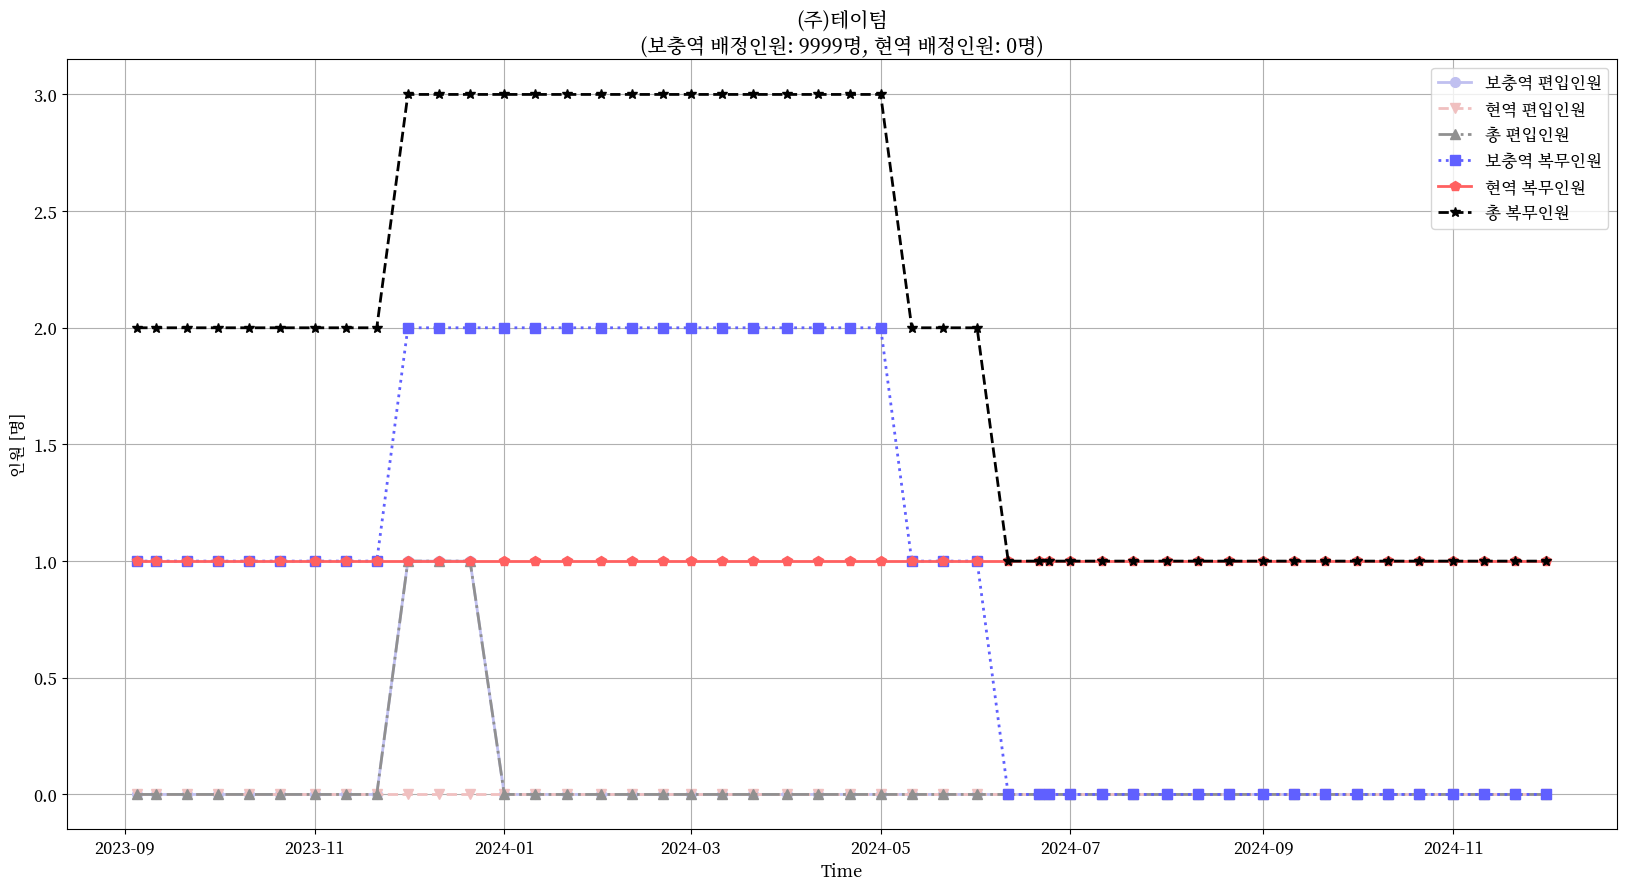 (주)테이텀
(보충역 배정인원: 9999명, 현역 배정인원: 0명)
보충역 편입인원
현역 편입인원
총 편입인원
보충역 복무인원
현역 복무인원
총 복무인원
인원 [명]
3.0
2.5
2.0
1.5
1.0
0.5
0.0
2023-09 2023-11 2024-01 2024-03 2024-05 2024-07 2024-09 2024-11
Time